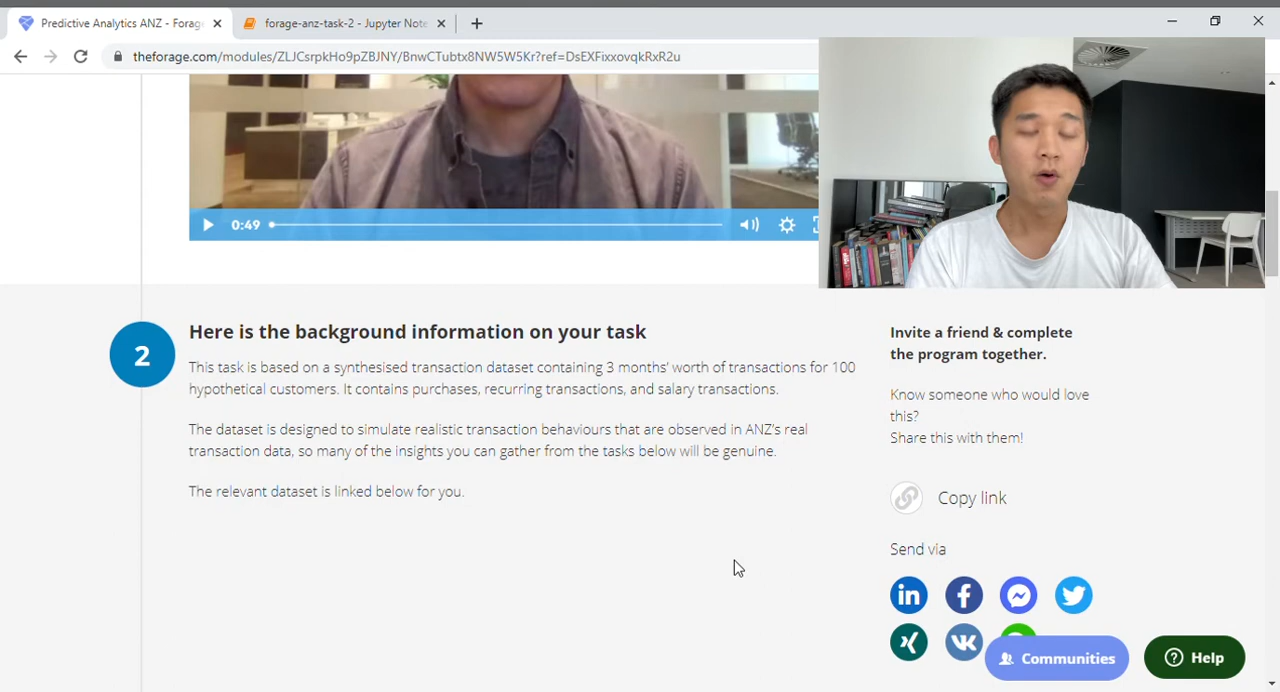 Predictive Analytics ANZ - Forag
forage-anz-task-2 - Jupyter Note
theforage.com/modules/ZLJCsrpkHo9pZBJNY/BnwCTubtx8NW5W5Kr?ref=DsEXFixxovqkRxR2u
0:49
2
Here is the background information on your task
This task is based on a synthesised transaction dataset containing 3 months' worth of transactions for 100
hypothetical customers. It contains purchases, recurring transactions, and salary transactions.
The dataset is designed to simulate realistic transaction behaviours that are observed in ANZ's real
transaction data, so many of the insights you can gather from the tasks below will be genuine.
The relevant dataset is linked below for you.
Invite a friend & complete
the program together.
Know someone who would love
this?
Share this with them!
Copy link
Send via
Communities
Help